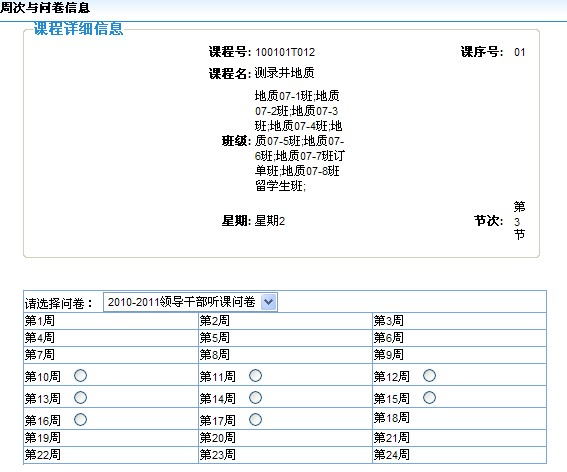 周次与问卷信息
课程详细信息
课程号: 100101T012 课序号: 01
课程名: 测录井地质
地质07-1班;地质
07-2班;地质07-3
班;地质07-4班;地
班级: 质07-5班;地质07-
6班;地质07-7班订
单班;地质07-8班
留学生班;
第
星期: 星期2 节次: 3
节
请选择问卷: 2010-2011领导干部听课问卷
第1周 第2周 第3周
第4周 第5周 第6周
第7周 第8周 第9周
第10周 第11周 第12周
第13周 第14周 第15周
第16周 第17周 第18周
第19周 第20周 第21周
第22周 第23周 第24周